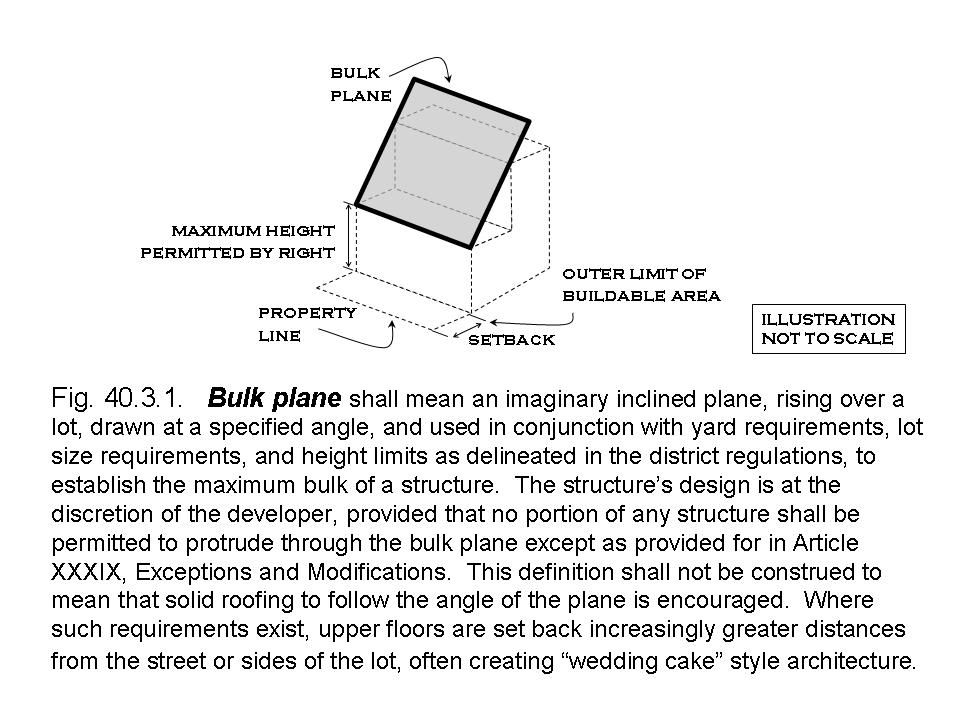 BULK
PLANE
MAXIMUM HEIGHT
PERMITTED BY RIGHT
OUTER LIMIT OF
BUILDABLE AREA
PROPERTY
LINE
SETBACK
ILLUSTRATION
NOT TO SCALE
Fig. 40.3.1. Bulk plane shall mean an imaginary inclined plane, rising over a
lot, drawn at a specified angle, and used in conjunction with yard requirements, lot
size requirements, and height limits as delineated in the district regulations, to
establish the maximum bulk of a structure. The structure's design is at the
discretion of the developer, provided that no portion of any structure shall be
permitted to protrude through the bulk plane except as provided for in Article
XXXIX, Exceptions and Modifications. This definition shall not be construed to
mean that solid roofing to follow the angle of the plane is encouraged. Where
such requirements exist, upper floors are set back increasingly greater distances
from the street or sides of the lot, often creating “wedding cake” style architecture.